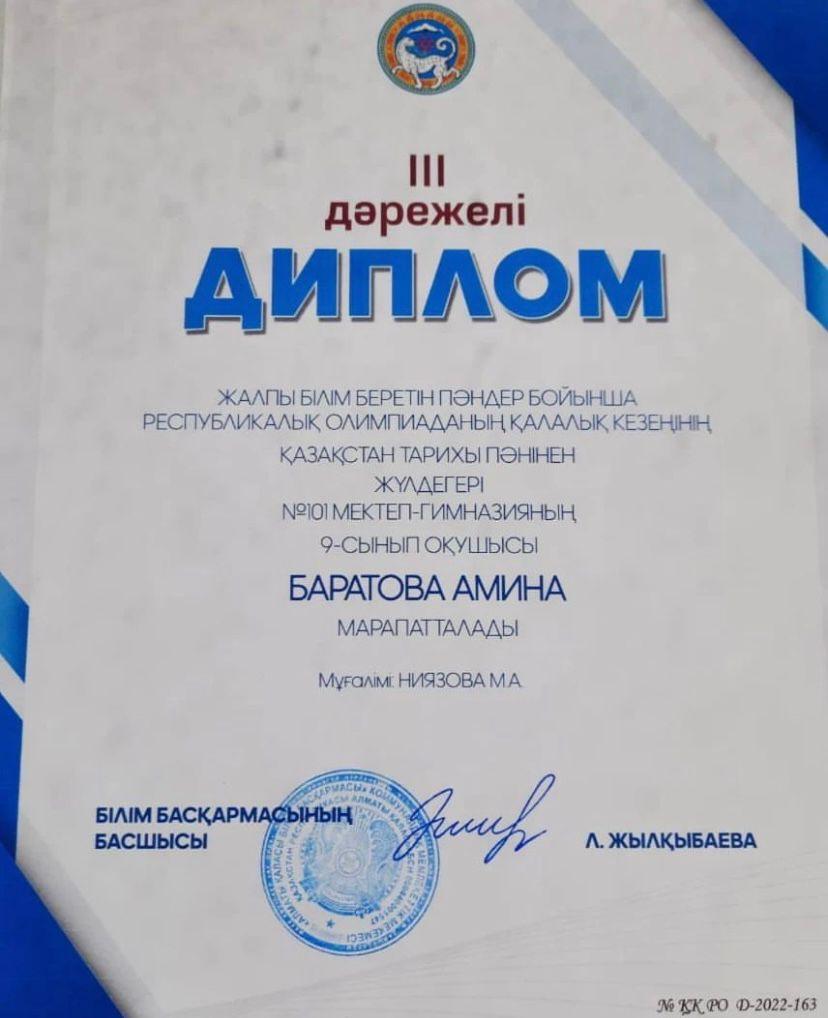 III
дәрежелі
ДИПЛОМ
ЖАЛПЫ БІЛІМ БЕРЕТІН ПӘНДЕР БОЙЫНША
РЕСПУБЛИКАЛЫҚ ОЛИМПИАДАНЫҢ ҚАЛАЛЫҚ КЕЗЕҢІНІҢ
ҚАЗАҚСТАН ТАРИХЫ ПӘНІНЕН
ЖҮЛДЕГЕРІ
№101 МЕКТЕП-ГИМНАЗИЯНЫҢ
9-СЫНЫП ОҚУШЫСЫ
БАРАТОВА АМИНА
МАРАПАТТАЛАДЫ
Мұғалімі: НИЯЗОВА М.А.
БІЛІМ БАСҚАРМАСЫНЫҢ
БАСШЫСЫ
Л. ЖЫЛҚЫБАЕВА
№ ҚҚ РО D-2022-163